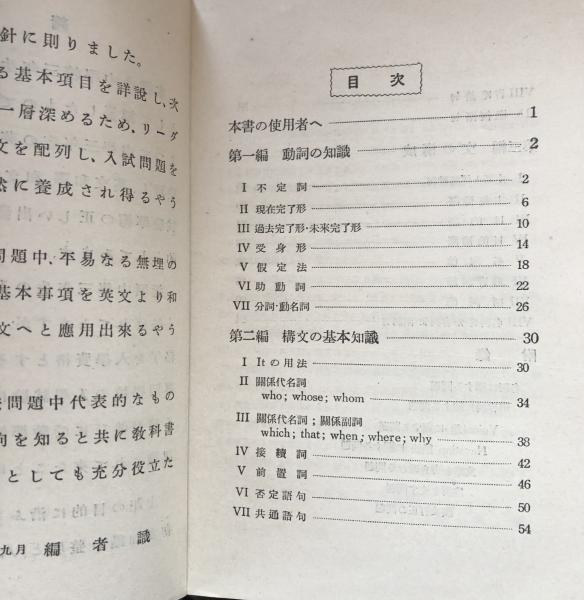 針に則りました。
る基本項目を詳説し、次
一層深めるため、リーダ
文を配列し、入試問題を
然に養成され得るやう
問題中、平易なる無理の
基本事項を英文より和
文へと應用出來るやう
問題中代表的なもの
向を知ると共に敎科書
としても充分役立た
九月 編者 識
目次
本書の使用者へ 1
第一編 動詞の知識 2
I 不定詞 2
II 現在完了形 6
III 過去完了形・未來完了形 10
IV 受身形 14
V 假定法 18
VI 助動詞 22
VII 分詞・動名詞 26
第二編 構文の基本知識 30
I Itの用法 30
II 關係代名詞
who; whose; whom 34
III 關係代名詞；關係副詞
which; that; when; where; why 38
IV 接續詞 42
V 前置詞 46
VI 否定語句 50
VII 共通語句 54